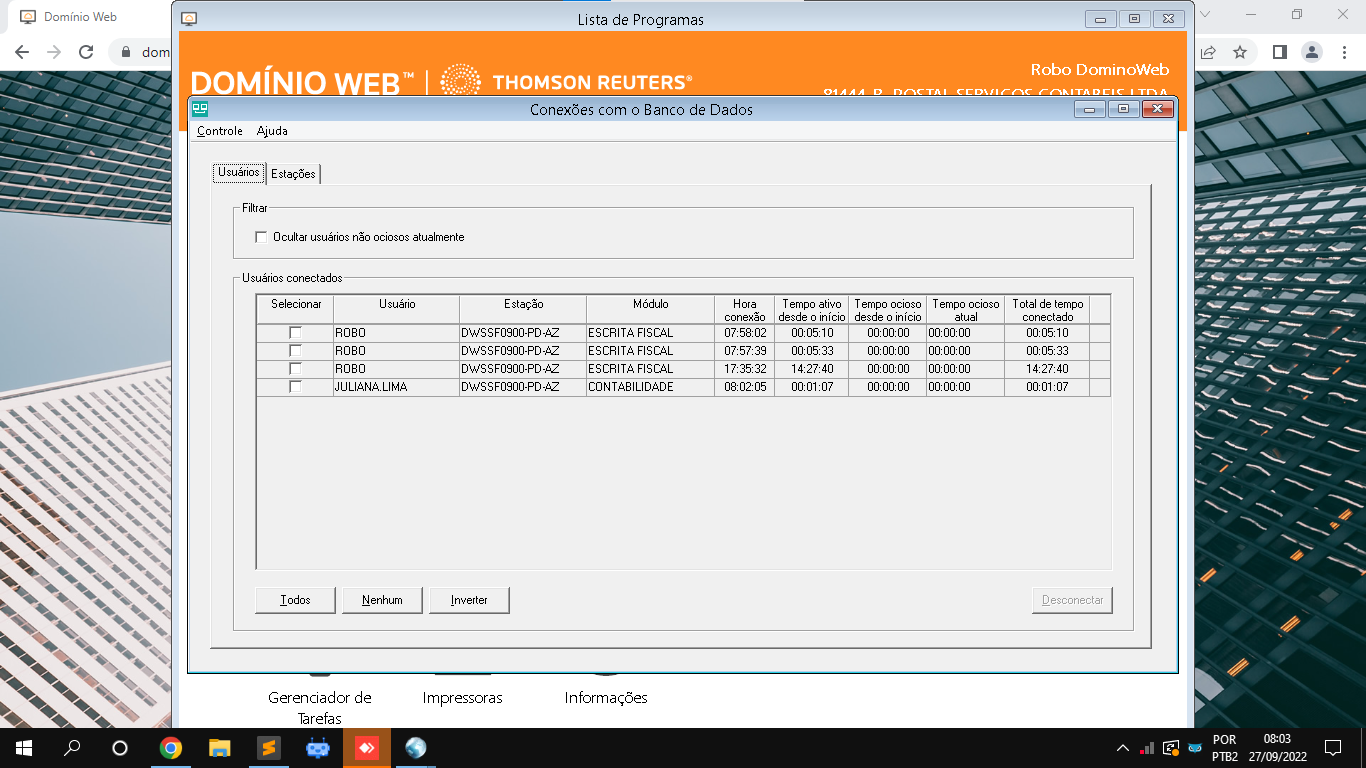 Domínio Web
dom
Lista de Programas
DOMÍNIO WEB™ | THOMSON REUTERS®
Robo DominoWeb
81444 B. POSTAL SERVIÇOS CONTABEIS LTDA
Conexões com o Banco de Dados
Controle Ajuda
Usuários Estações
Filtrar
Ocultar usuários não ociosos atualmente
Usuários conectados
Selecionar Usuário Estação Módulo Hora conexão Tempo ativo desde o início Tempo ocioso desde o início Tempo ocioso atual Total de tempo conectado
ROBO DWSSF0900-PD-AZ ESCRITA FISCAL 07:58:02 00:05:10 00:00:00 00:00:00 00:05:10
ROBO DWSSF0900-PD-AZ ESCRITA FISCAL 07:57:39 00:05:33 00:00:00 00:00:00 00:05:33
ROBO DWSSF0900-PD-AZ ESCRITA FISCAL 17:35:32 14:27:40 00:00:00 00:00:00 14:27:40
JULIANA.LIMA DWSSF0900-PD-AZ CONTABILIDADE 08:02:05 00:01:07 00:00:00 00:00:00 00:01:07
Todos Nenhum Inverter Desconectar
Gerenciador de Tarefas Impressoras Informações
POR 08:03
PTB2 27/09/2022